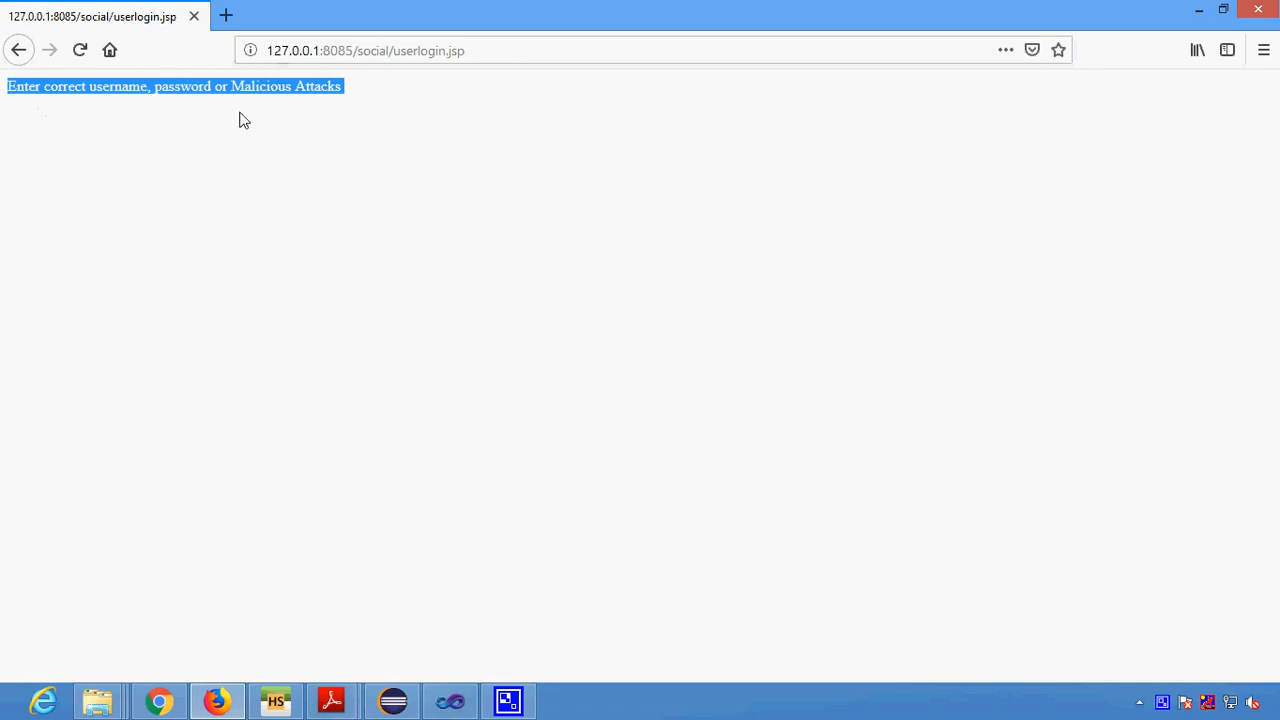 127.0.0.1:8085/social/userlogin.jsp
127.0.0.1:8085/social/userlogin.jsp
Enter correct username, password or Malicious Attacks
HS